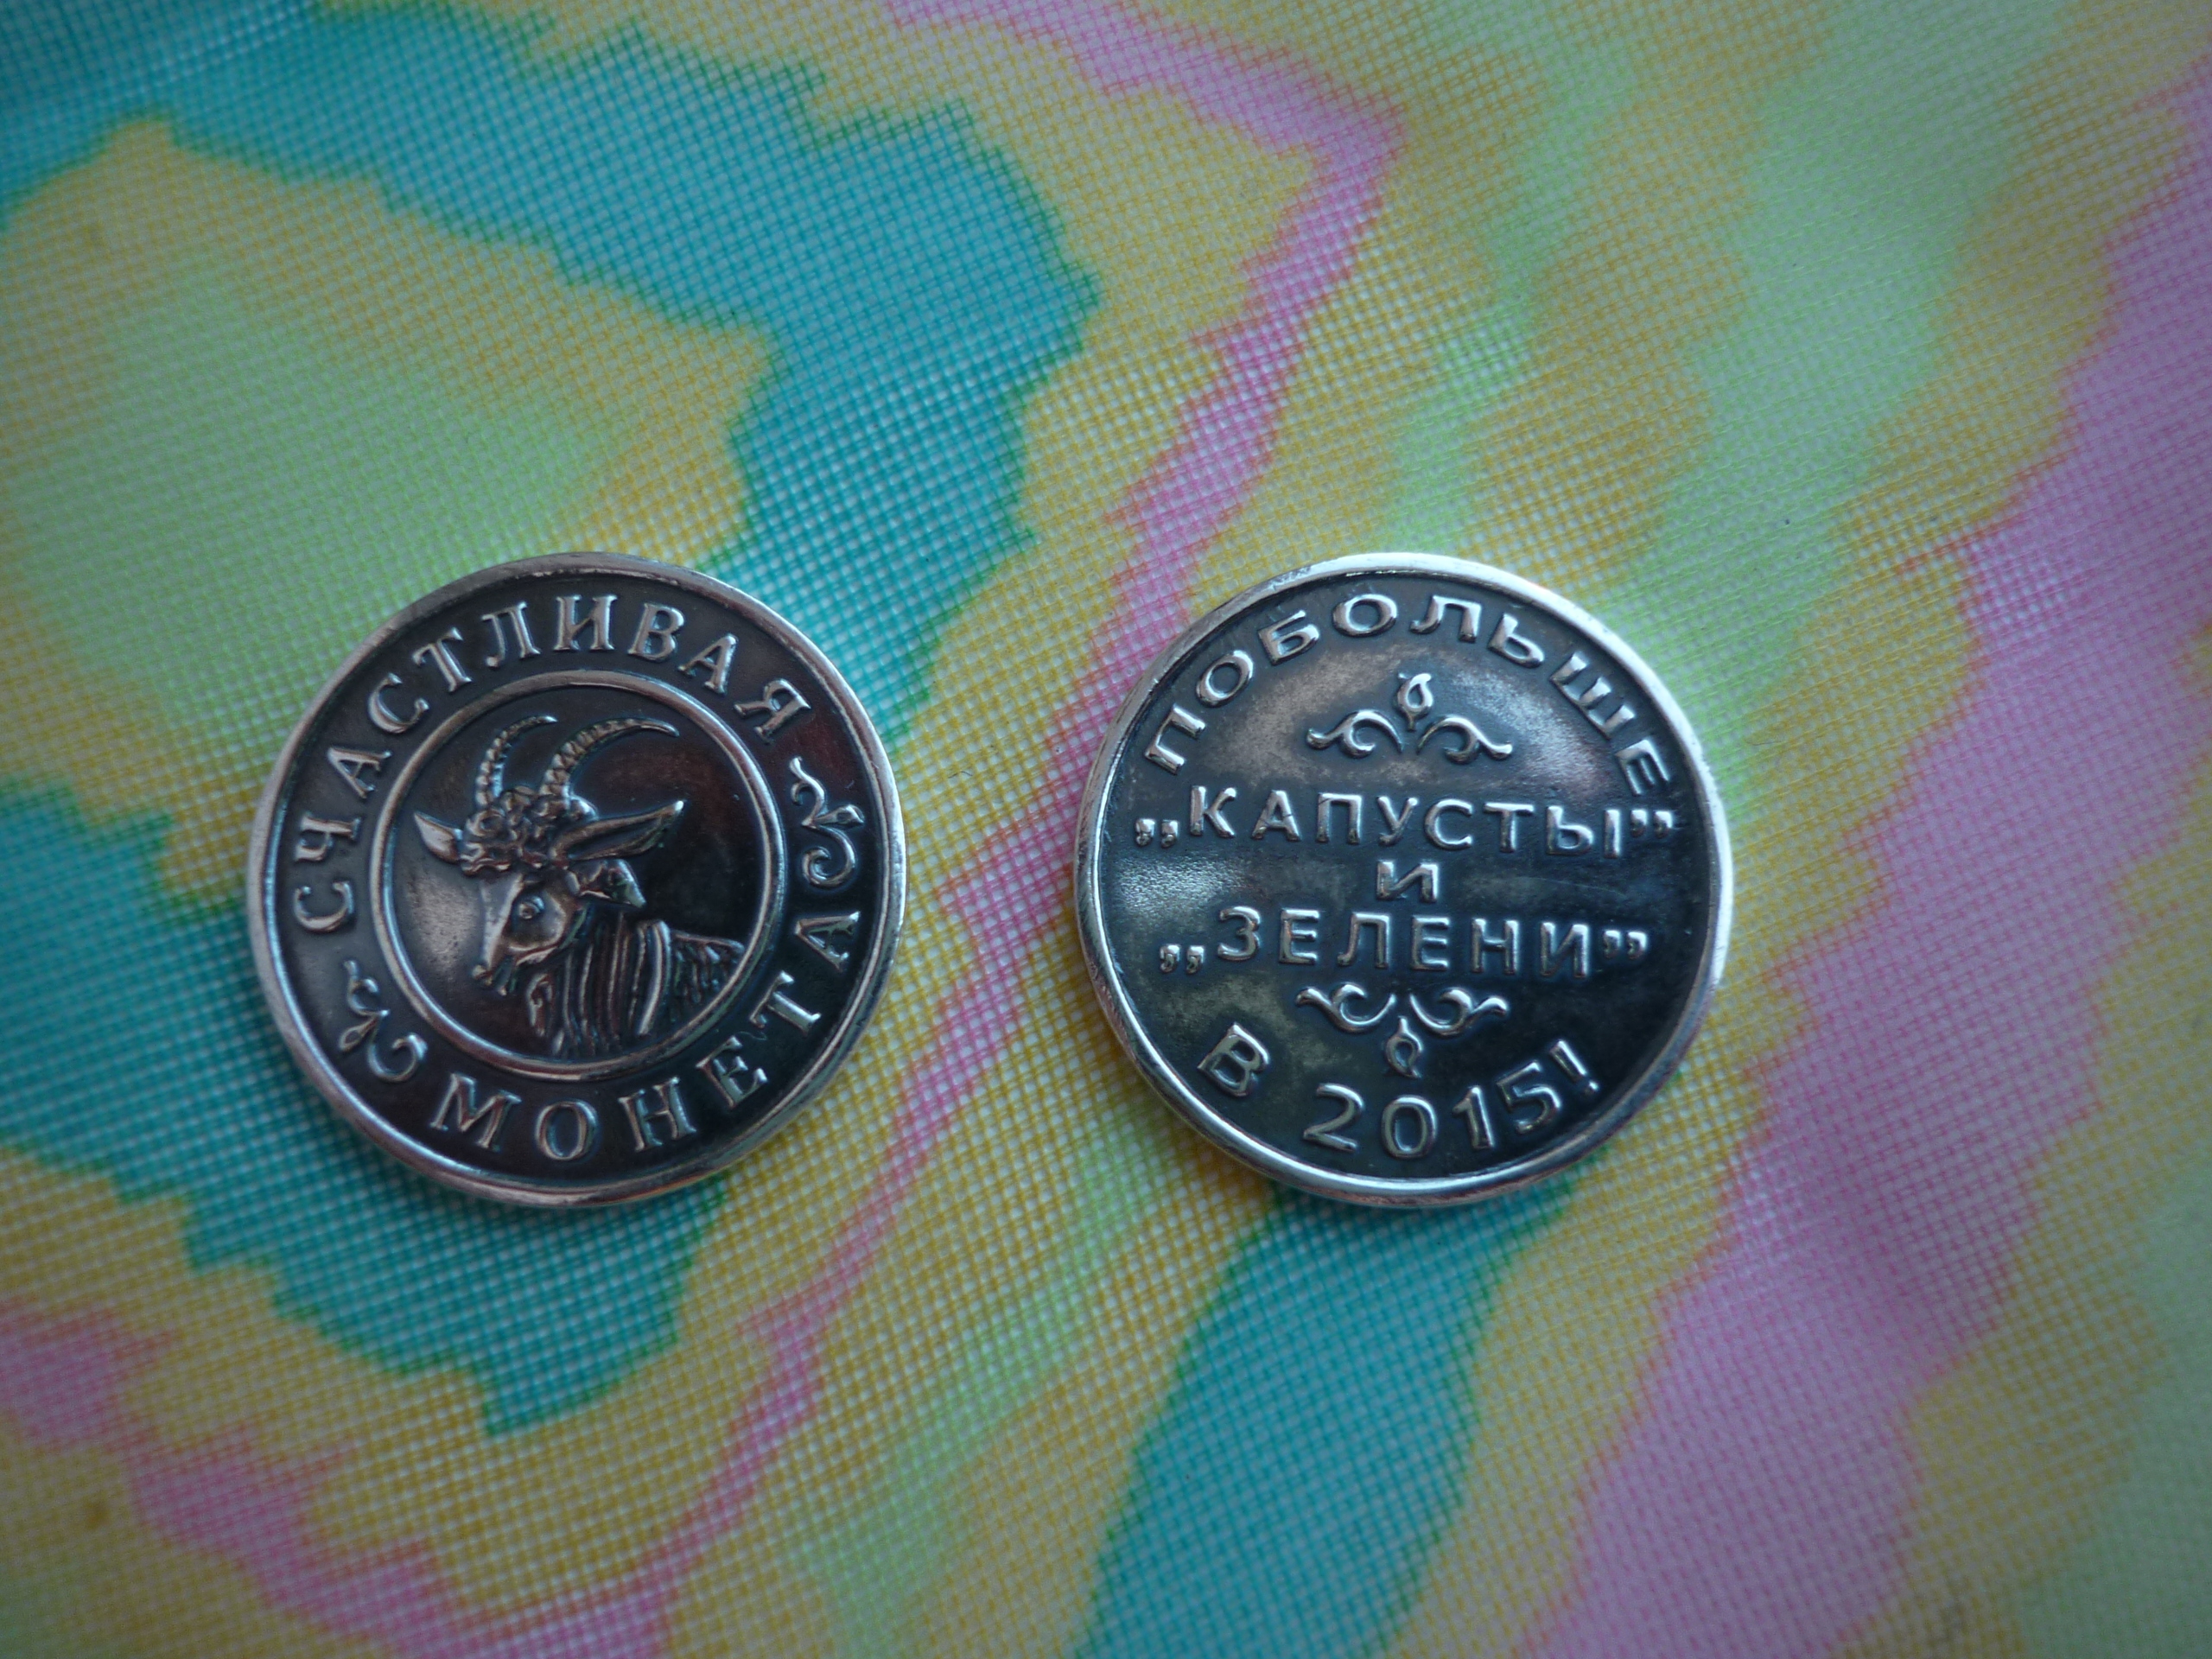 СЧАСТЛИВАЯ
МОНЕТА
ПОБОЛЬШЕ
„КАПУСТЫ”
И
„ЗЕЛЕНИ”
В 2015!